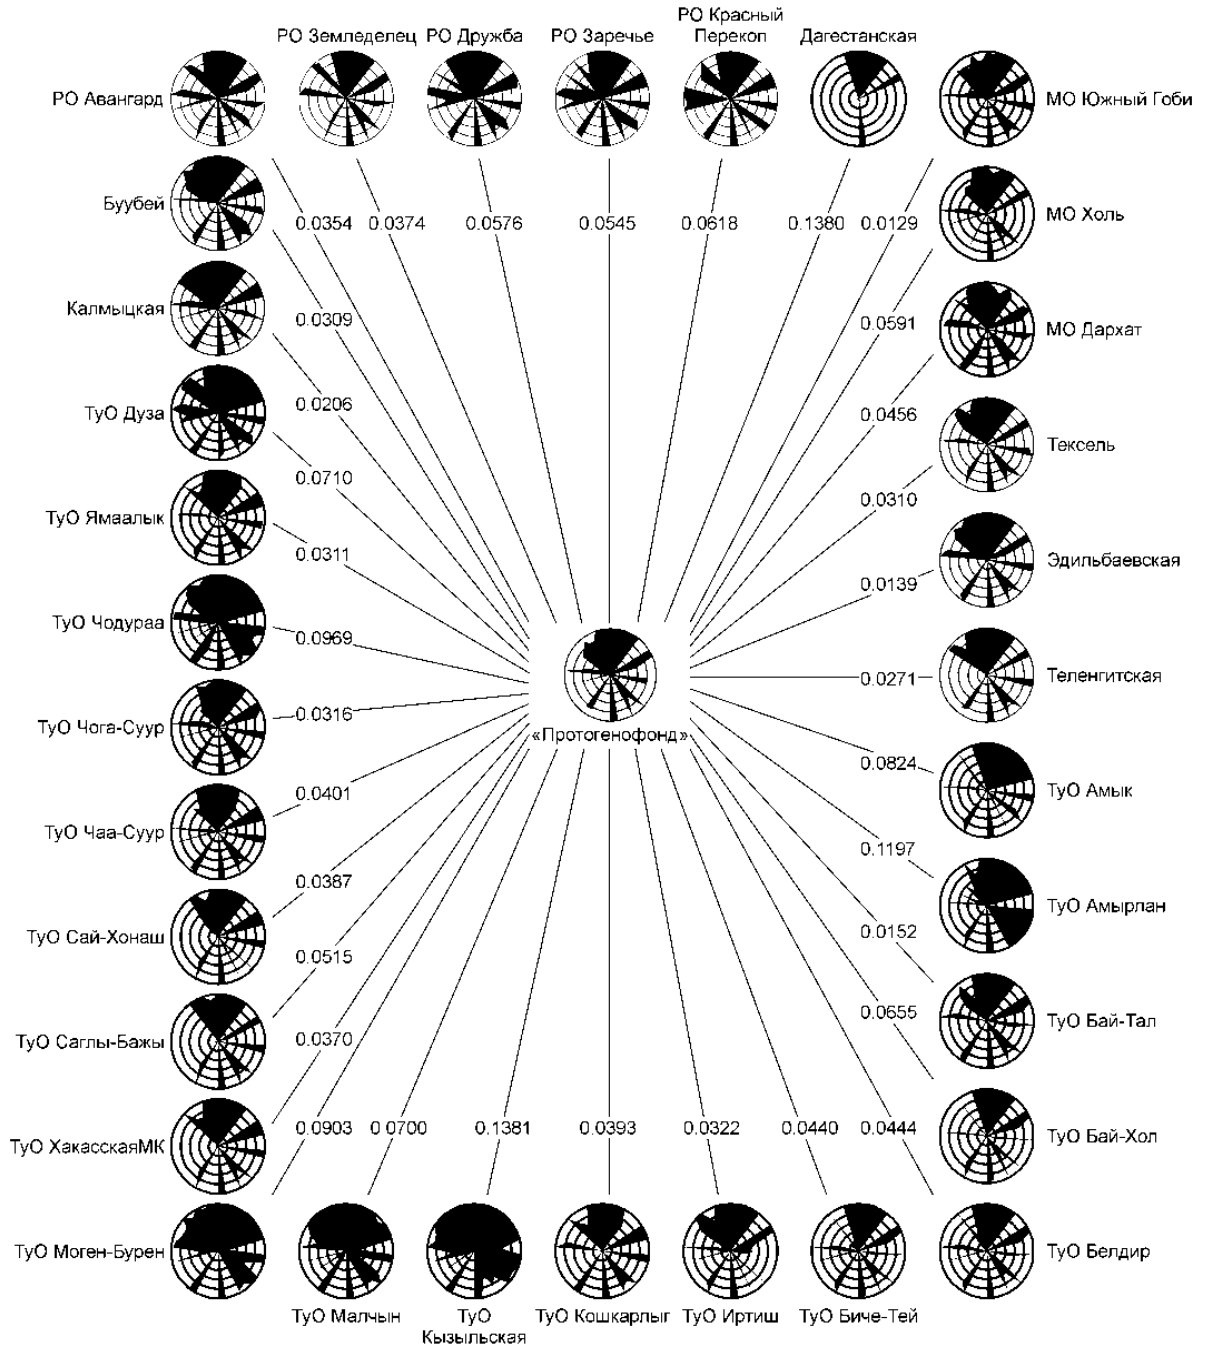 РО Красный
РО Земледелец РО Дружба РО Заречье Перекоп Дагестанская
РО Авангард
МО Южный Гоби
Буубей
МО Холь
0.0354 0.0374 0.0576 0.0545 0.0618 0.1380 0.0129
Калмыцкая
0.0309
0.0591
МО Дархат
ТуО Дуза
0.0206
0.0456
Тексель
0.0710
0.0310
ТуО Ямаалык
0.0311
Эдильбаевская
0.0139
ТуО Чодураа
0.0969
Теленгитская
0.0271
ТуО Чога-Суур
0.0316
«Протогенофонд»
0.0824
ТуО Амык
0.0401
ТуО Чаа-Суур
0.1197
0.0387
ТуО Амырлан
ТуО Сай-Хонаш
0.0152
0.0515
0.0655
ТуО Бай-Тал
ТуО Саглы-Бажы
0.0370
0.0903 0.0700 0.1381 0.0393 0.0322 0.0440 0.0444
ТуО Бай-Хол
ТуО ХакасскаяМК
ТуО Моген-Бурен
ТуО Белдир
ТуО Малчын ТуО ТуО Кошкарлыг ТуО Иртиш ТуО Биче-Тей
Кызыльская